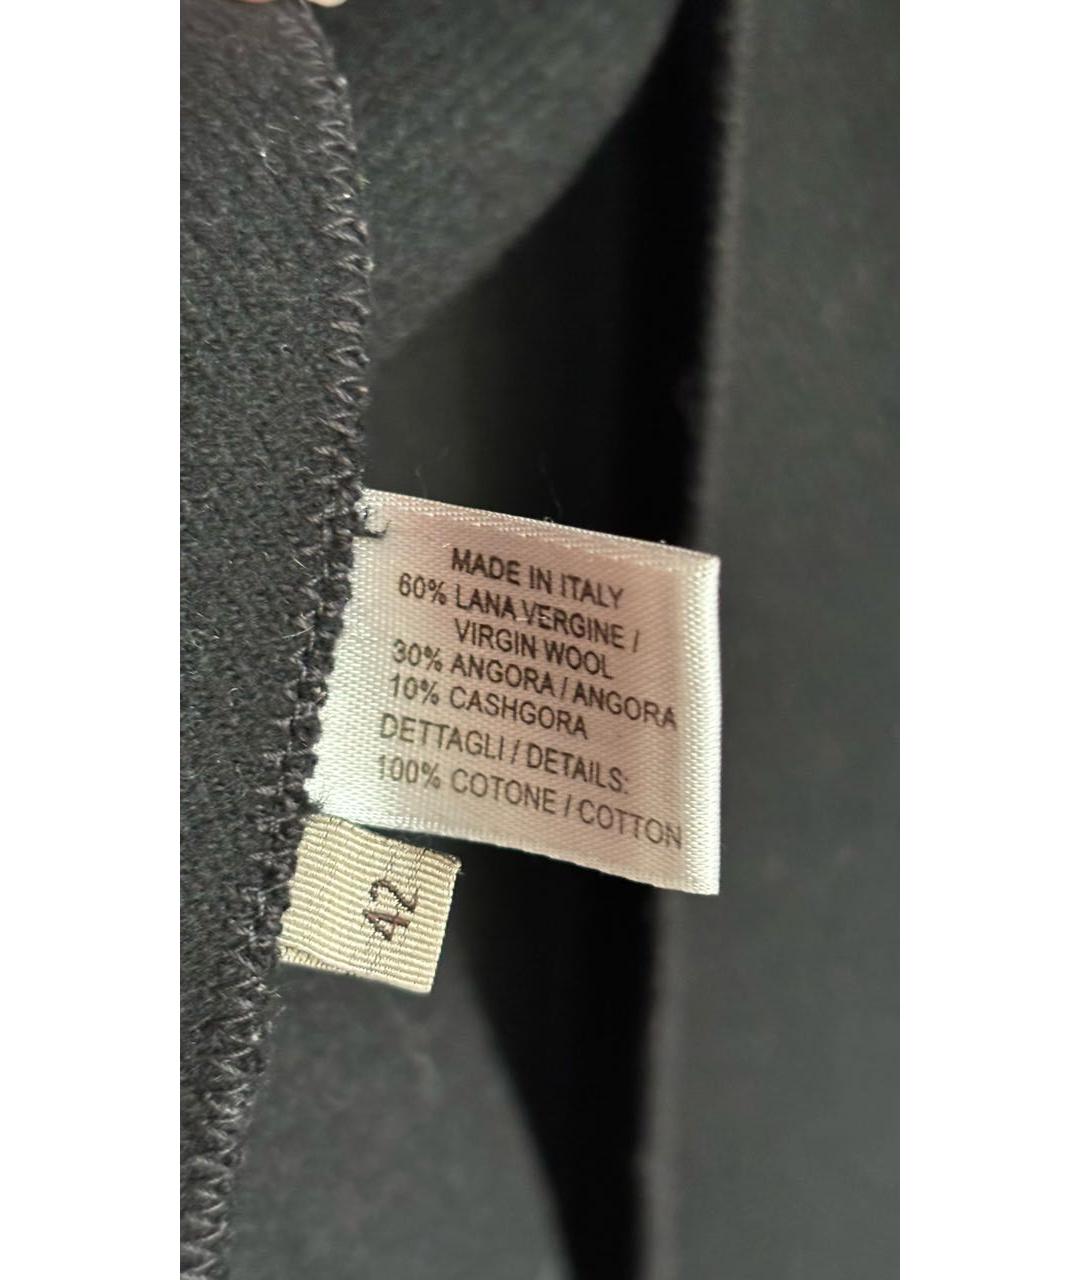 MADE IN ITALY
60% LANA VERGINE /
VIRGIN WOOL
30% ANGORA / ANGORA
10% CASHGORA
DETTAGLI / DETAILS:
100% COTONE / COTTON
42